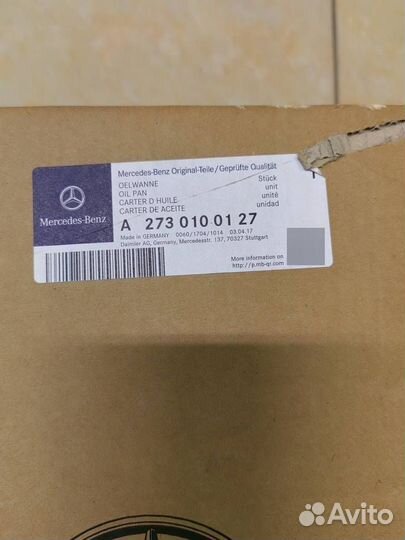 Mercedes-Benz
Mercedes-Benz Original-Teile/Geprüfte Qualität
OELWANNE Stück
OIL PAN unit
CARTER D HUILE unité
CARTER DE ACEITE unidad
A 273 010 01 27
Made in GERMANY 0060/1704/1014 03.04.17
Daimler AG, Germany, Mercedesstr. 137, 70327 Stuttgart
More information on
http://p.mb-qr.com
Avito